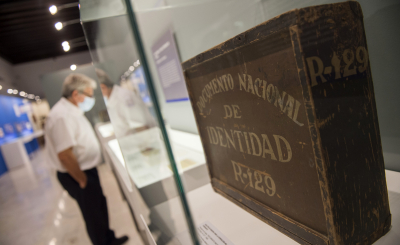 DOCUMENTO NACIONAL
DE
IDENTIDAD
R-129
R-129